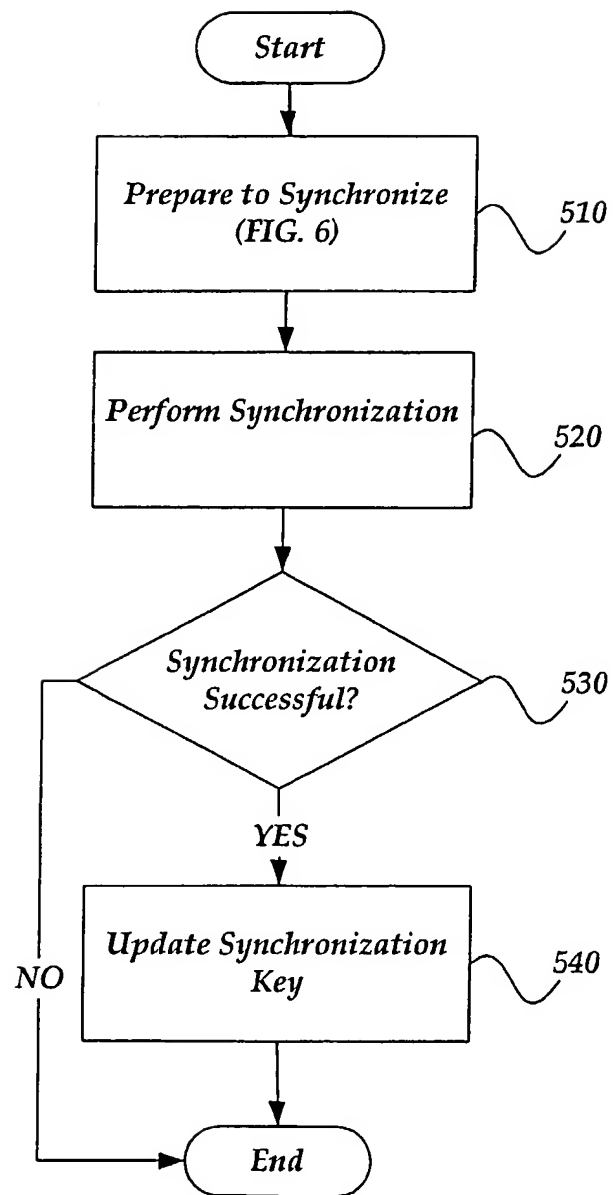 Start
Prepare to Synchronize
(FIG. 6)
510
Perform Synchronization
520
Synchronization
Successful?
530
YES
Update Synchronization
Key
540
NO
End